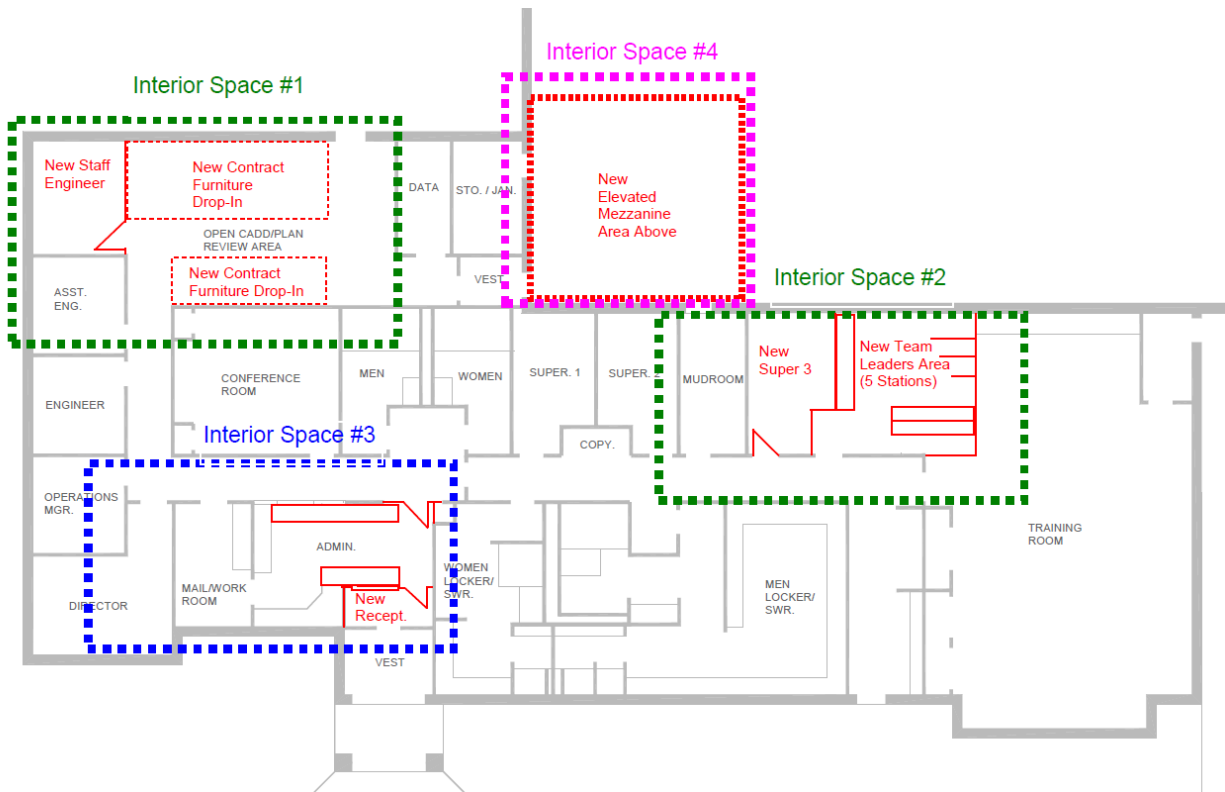 Interior Space #4
Interior Space #1
New Staff
Engineer
New Contract
Furniture
Drop-In
DATA
STO. / JAN.
New
Elevated
Mezzanine
Area Above
OPEN CADD/PLAN
REVIEW AREA
New Contract
Furniture Drop-In
VEST
Interior Space #2
ASST.
ENG.
New
Super 3
New Team
Leaders Area
(5 Stations)
CONFERENCE
ROOM
MEN
WOMEN
SUPER. 1
SUPER. 2
MUDROOM
ENGINEER
Interior Space #3
COPY.
OPERATIONS
MGR.
ADMIN.
TRAINING
ROOM
DIRECTOR
MAIL/WORK
ROOM
New
Recept.
WOMEN
LOCKER/
SWR.
MEN
LOCKER/
SWR.
VEST